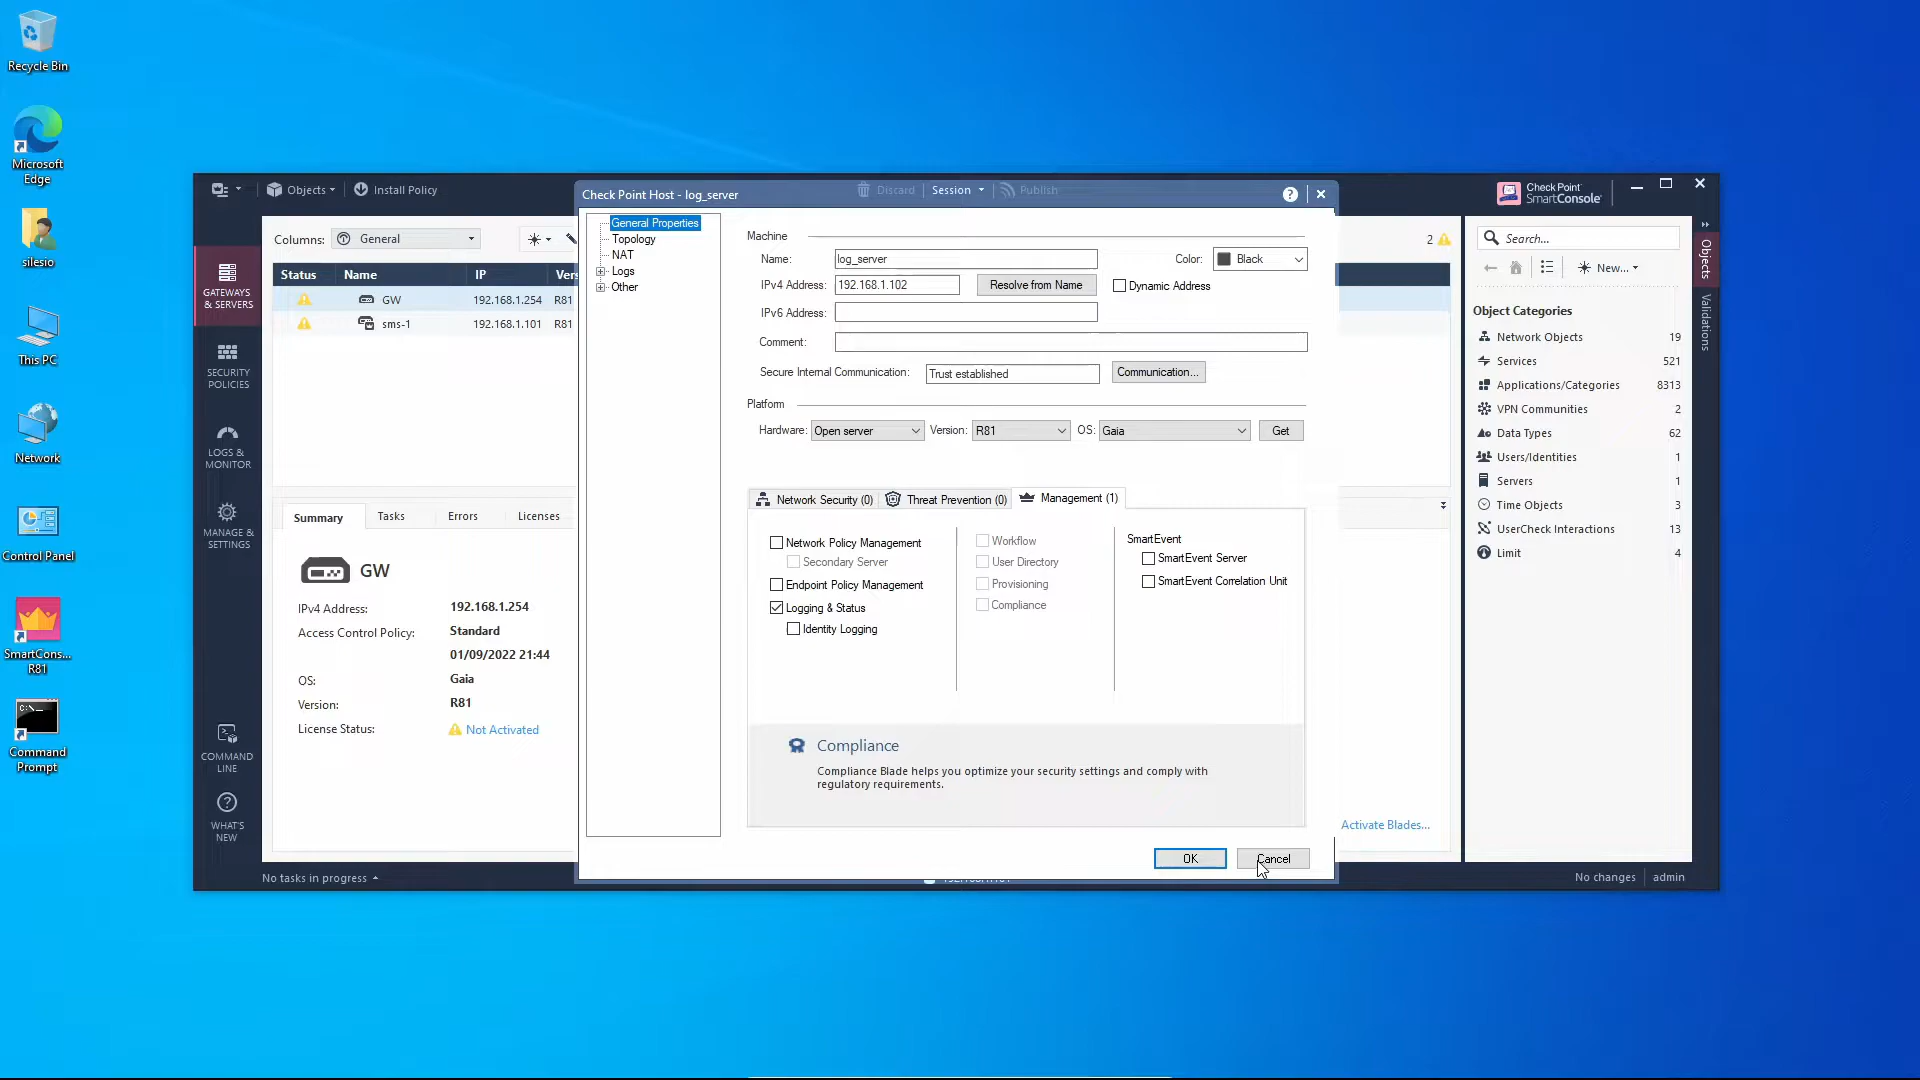 Recycle Bin
Microsoft
Edge
silesio
This PC
Network
Control Panel
SmartCons...
R81
Command
Prompt
Objects
Install Policy
Discard
Session
Publish
Check Point
SmartConsole
Columns:
General
Status
Name
IP
Vers
GW
192.168.1.254
R81
sms-1
192.168.1.101
R81
2
GATEWAYS
& SERVERS
SECURITY
POLICIES
LOGS &
MONITOR
MANAGE &
SETTINGS
COMMAND
LINE
WHAT'S
NEW
Summary
Tasks
Errors
Licenses
GW
IPv4 Address:
192.168.1.254
Access Control Policy:
Standard
01/09/2022 21:44
OS:
Gaia
Version:
R81
License Status:
Not Activated
Activate Blades...
No tasks in progress
No changes
admin
Check Point Host - log_server
General Properties
Topology
NAT
Logs
Other
Machine
Name:
log_server
Color:
Black
IPv4 Address:
192.168.1.102
Resolve from Name
Dynamic Address
IPv6 Address:
Comment:
Secure Internal Communication:
Trust established
Communication...
Platform
Hardware:
Open server
Version:
R81
OS:
Gaia
Get
Network Security (0)
Threat Prevention (0)
Management (1)
Network Policy Management
Secondary Server
Endpoint Policy Management
Logging & Status
Identity Logging
Workflow
User Directory
Provisioning
Compliance
SmartEvent
SmartEvent Server
SmartEvent Correlation Unit
Compliance
Compliance Blade helps you optimize your security settings and comply with
regulatory requirements.
OK
Cancel
Search...
New...
Object Categories
Network Objects
19
Services
521
Applications/Categories
8313
VPN Communities
2
Data Types
62
Users/Identities
1
Servers
1
Time Objects
3
UserCheck Interactions
13
Limit
4
Objects
Validations